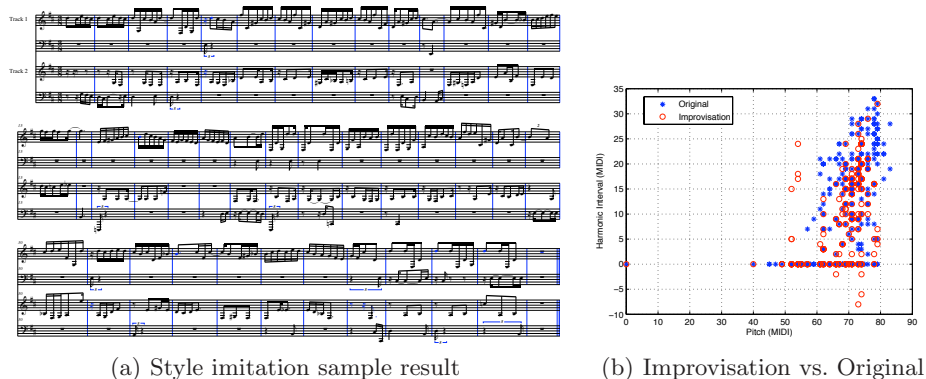 Track 1
Track 2
35
30
25
20
15
10
5
0
−5
−10
0 10 20 30 40 50 60 70 80 90
Harmonic Interval (MIDI)
Pitch (MIDI)
Original
Improvisation
(a) Style imitation sample result
(b) Improvisation vs. Original